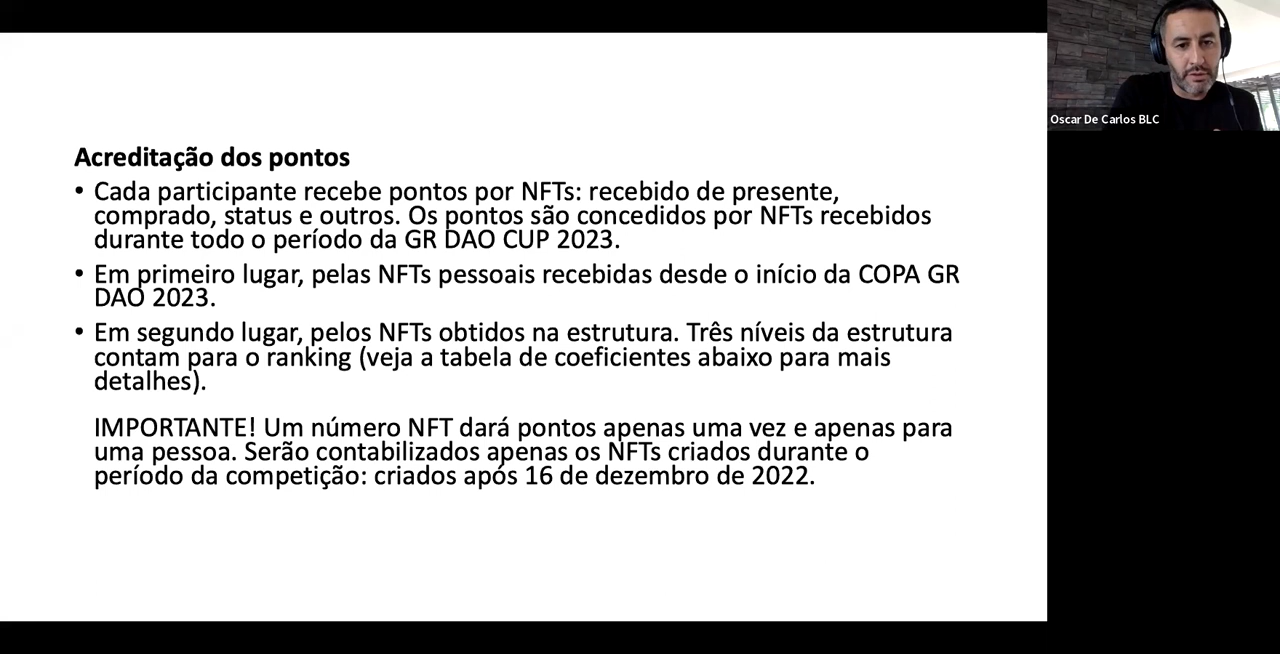 Acreditação dos pontos
• Cada participante recebe pontos por NFTs: recebido de presente,
comprado, status e outros. Os pontos são concedidos por NFTs recebidos
durante todo o período da GR DAO CUP 2023.
• Em primeiro lugar, pelas NFTs pessoais recebidas desde o início da COPA GR
DAO 2023.
• Em segundo lugar, pelos NFTs obtidos na estrutura. Três níveis da estrutura
contam para o ranking (veja a tabela de coeficientes abaixo para mais
detalhes).
IMPORTANTE! Um número NFT dará pontos apenas uma vez e apenas para
uma pessoa. Serão contabilizados apenas os NFTs criados durante o
período da competição: criados após 16 de dezembro de 2022.
Oscar De Carlos BLC